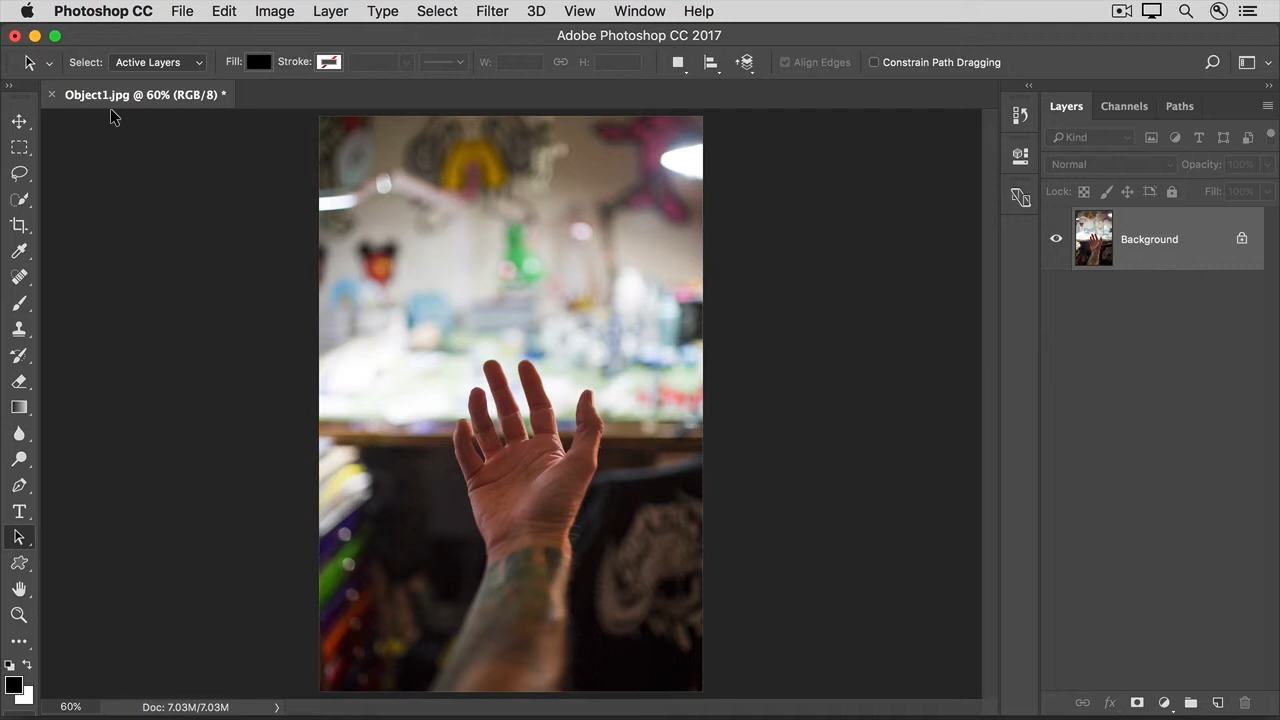 Photoshop CC File Edit Image Layer Type Select Filter 3D View Window Help
Adobe Photoshop CC 2017
Select: Active Layers Fill: Stroke: W: H: Align Edges Constrain Path Dragging
Object1.jpg @ 60% (RGB/8) *
Layers Channels Paths
Kind
Normal Opacity: 100%
Lock: Fill: 100%
Background
60% Doc: 7.03M/7.03M